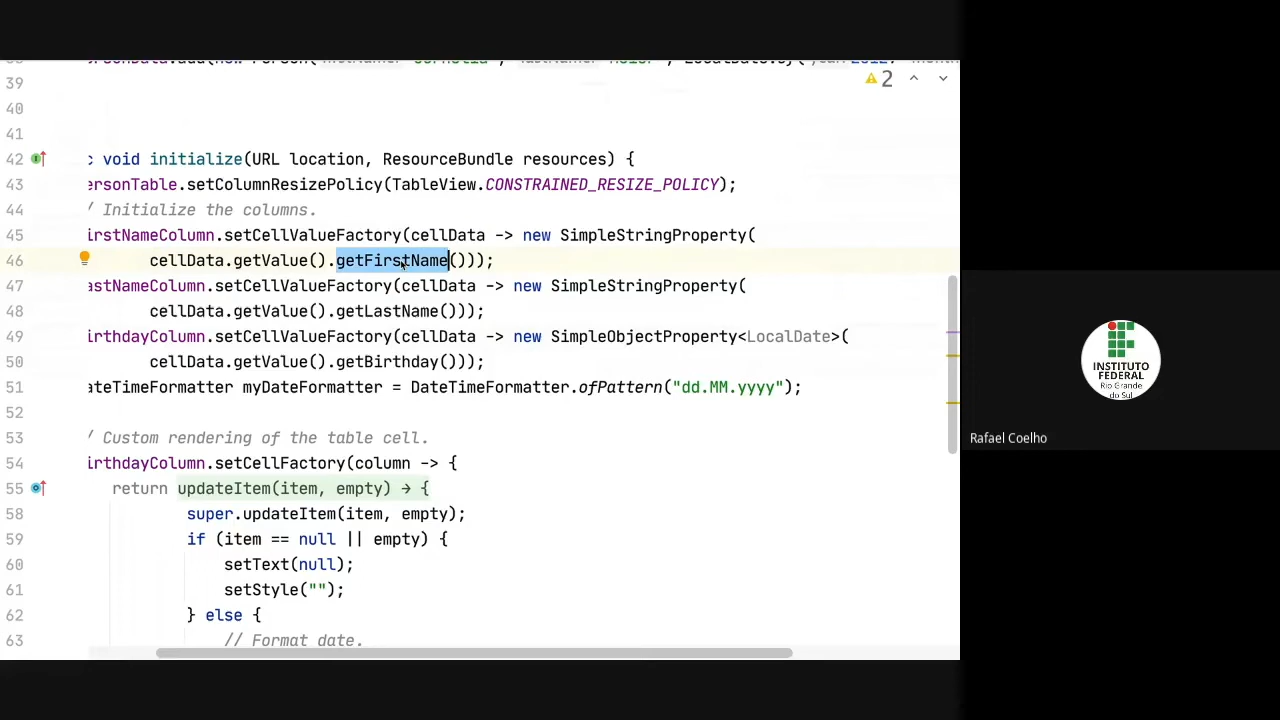 39
40
41
42 c void initialize(URL location, ResourceBundle resources) {
43 ersonTable.setColumnResizePolicy(TableView.CONSTRAINED_RESIZE_POLICY);
44 / Initialize the columns.
45 irstNameColumn.setCellValueFactory(cellData -> new SimpleStringProperty(
46 cellData.getValue().getFirstName()));
47 astNameColumn.setCellValueFactory(cellData -> new SimpleStringProperty(
48 cellData.getValue().getLastName()));
49 irthdayColumn.setCellValueFactory(cellData -> new SimpleObjectProperty<LocalDate>(
50 cellData.getValue().getBirthday()));
51 ateTimeFormatter myDateFormatter = DateTimeFormatter.ofPattern("dd.MM.yyyy");
52
53 / Custom rendering of the table cell.
54 irthdayColumn.setCellFactory(column -> {
55 return updateItem(item, empty) → {
58 super.updateItem(item, empty);
59 if (item == null || empty) {
60 setText(null);
61 setStyle("");
62 } else {
63 // Format date.
2
INSTITUTO
FEDERAL
Rio Grande
do Sul
Rafael Coelho